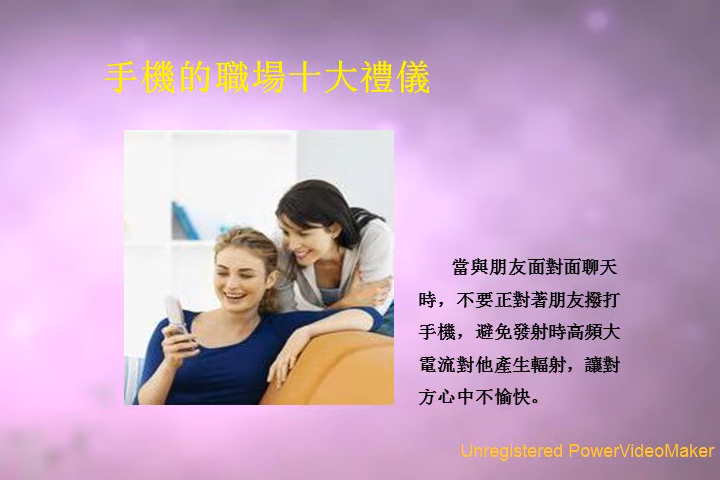 手機的職場十大禮儀
當與朋友面對面聊天
時，不要正對著朋友撥打
手機，避免發射時高頻大
電流對他產生輻射，讓對
方心中不愉快。
Unregistered PowerVideoMaker